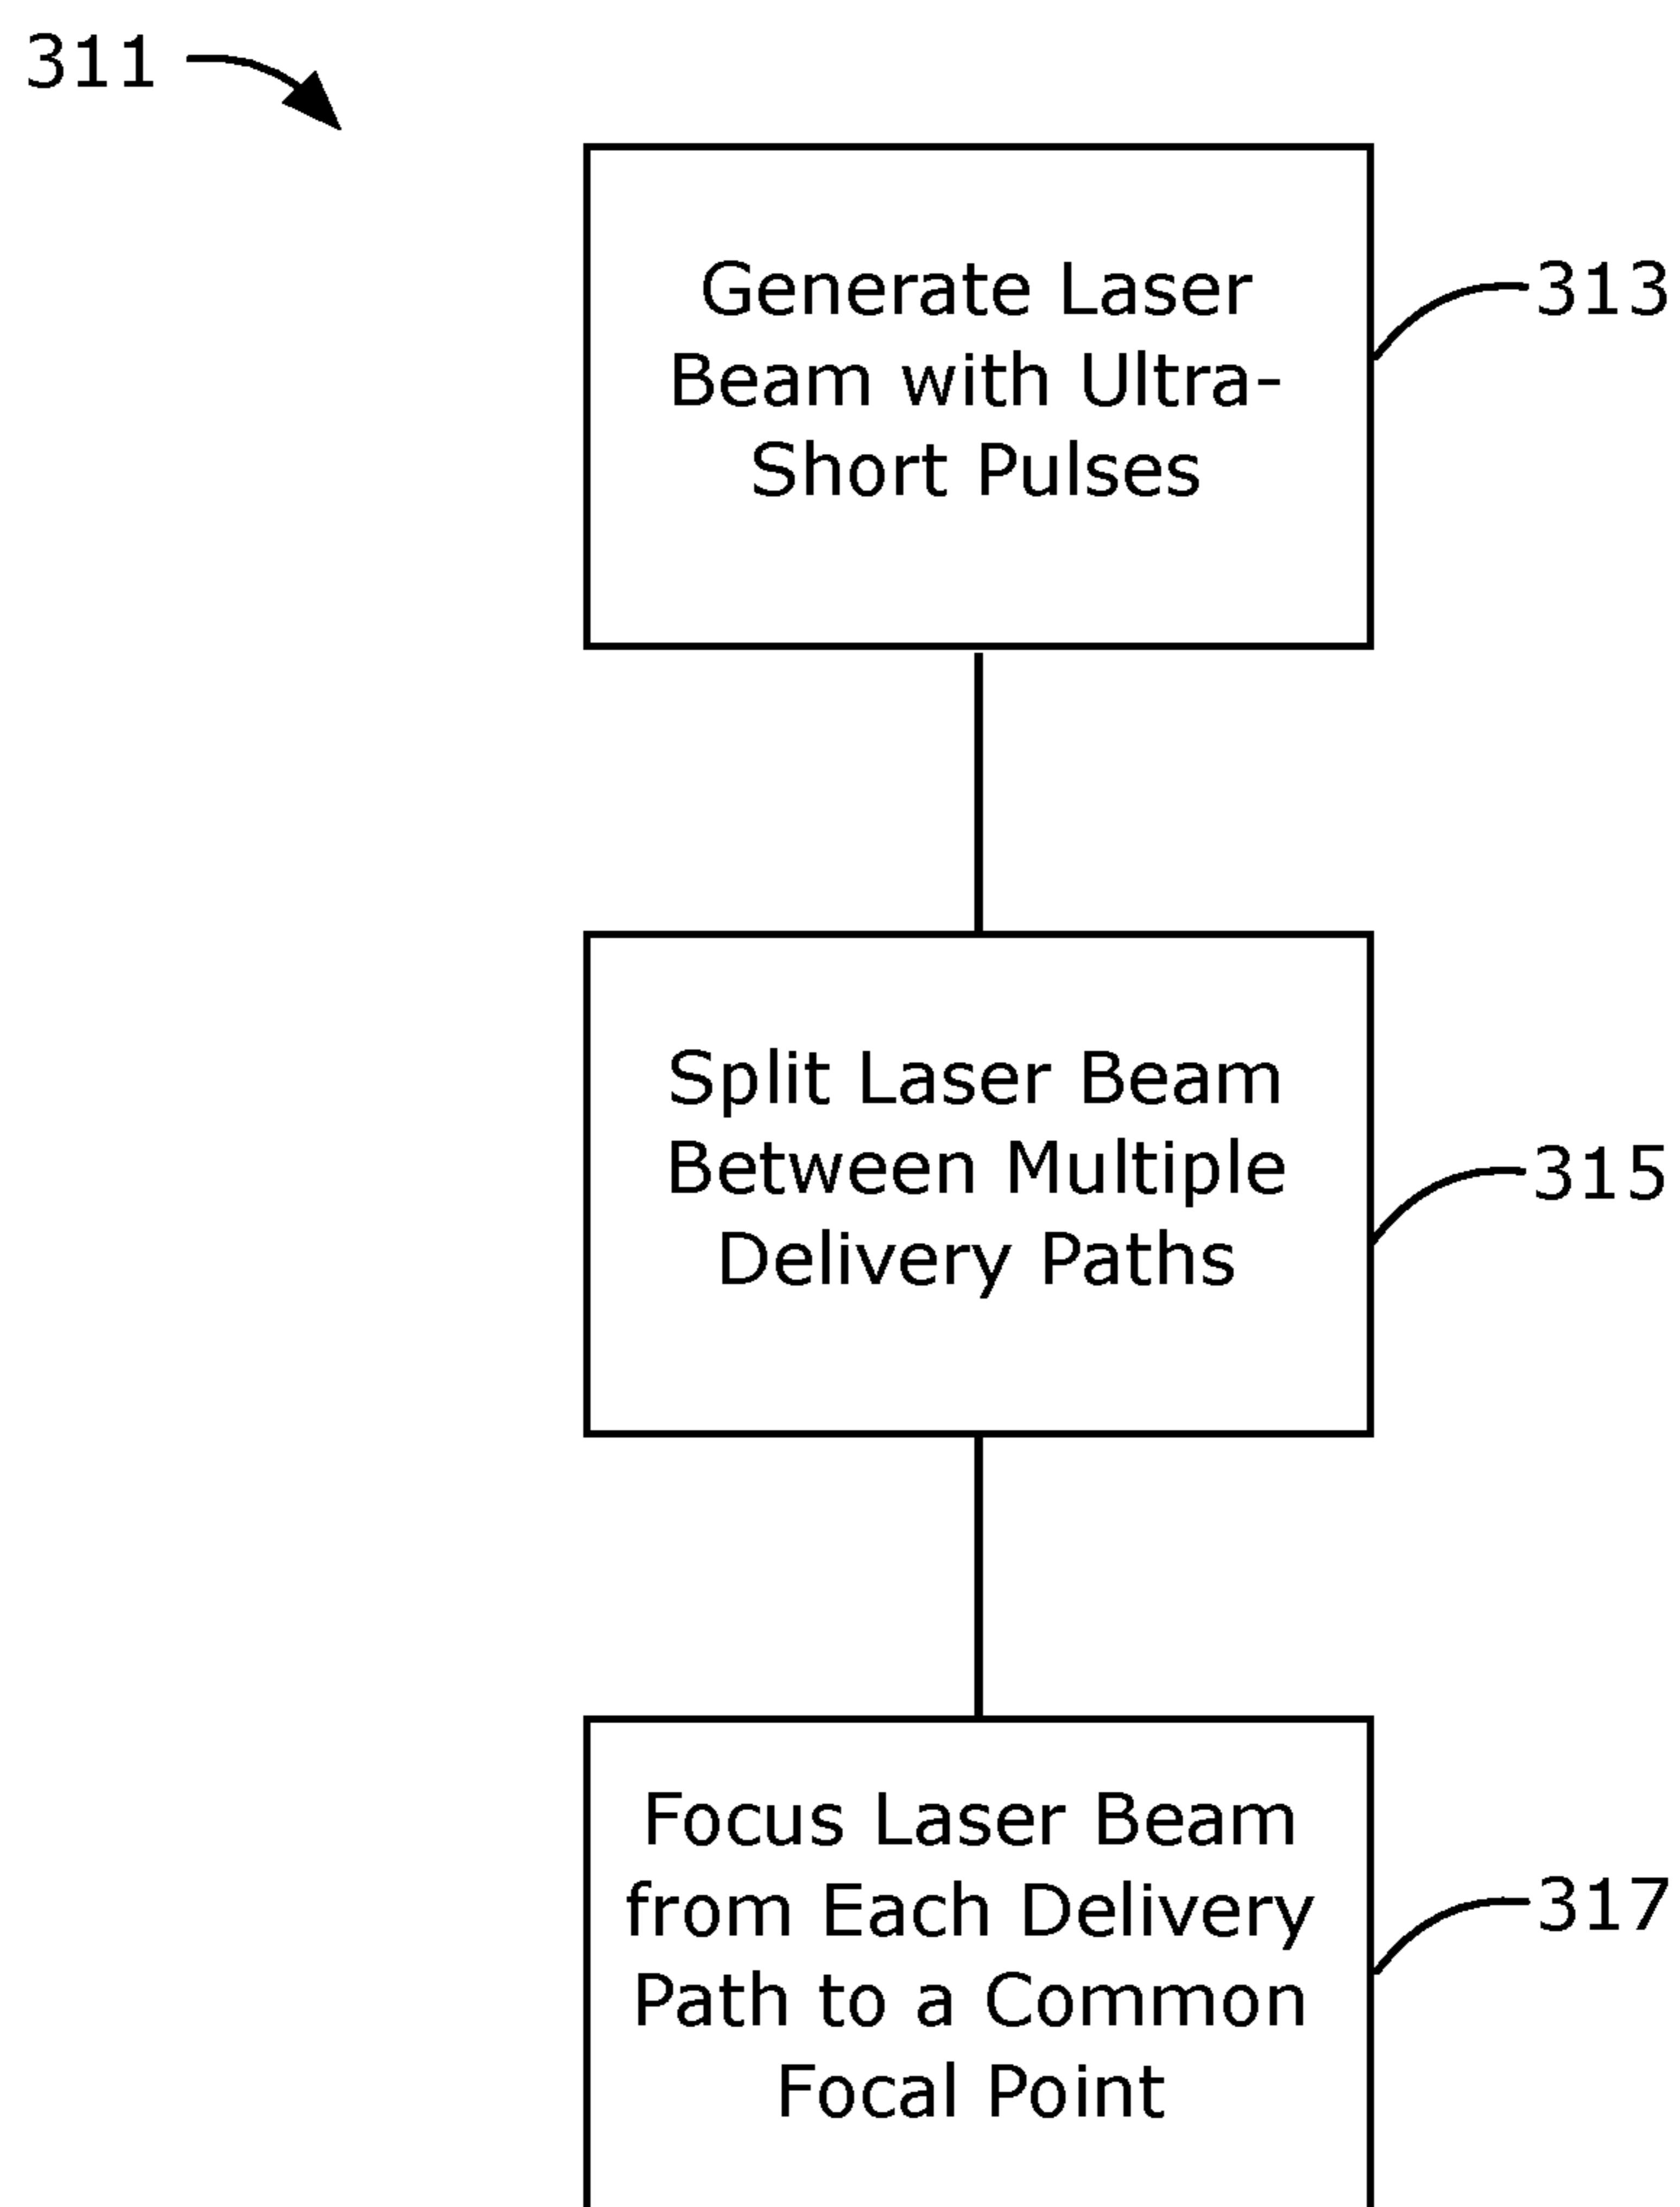 311
Generate Laser
Beam with Ultra-
Short Pulses
313
Split Laser Beam
Between Multiple
Delivery Paths
315
Focus Laser Beam
from Each Delivery
Path to a Common
Focal Point
317